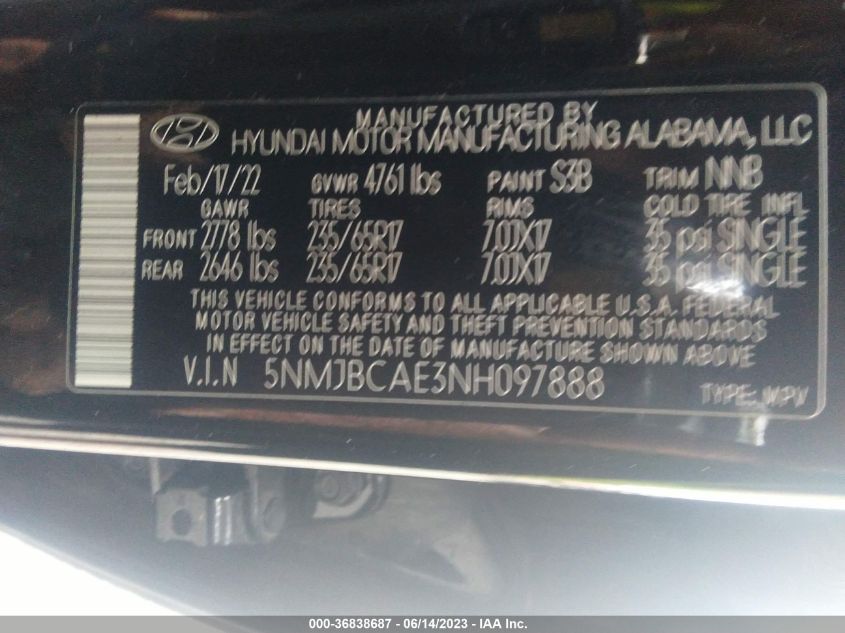 MANUFACTURED BY
HYUNDAI MOTOR MANUFACTURING ALABAMA, LLC
Feb/17/22 GVWR 4761 lbs PAINT S3B TRIM NNB
GAWR TIRES RIMS COLD TIRE INFL
FRONT 2778 lbs 235/65R17 7.0JX17 35 psi SINGLE
REAR 2646 lbs 235/65R17 7.0JX17 35 psi SINGLE
THIS VEHICLE CONFORMS TO ALL APPLICABLE U.S.A. FEDERAL
MOTOR VEHICLE SAFETY AND THEFT PREVENTION STANDARDS
IN EFFECT ON THE DATE OF MANUFACTURE SHOWN ABOVE
V.I.N 5NMJBCAE3NH097888 TYPE:MPV
000-36838687 - 06/14/2023 - IAA Inc.